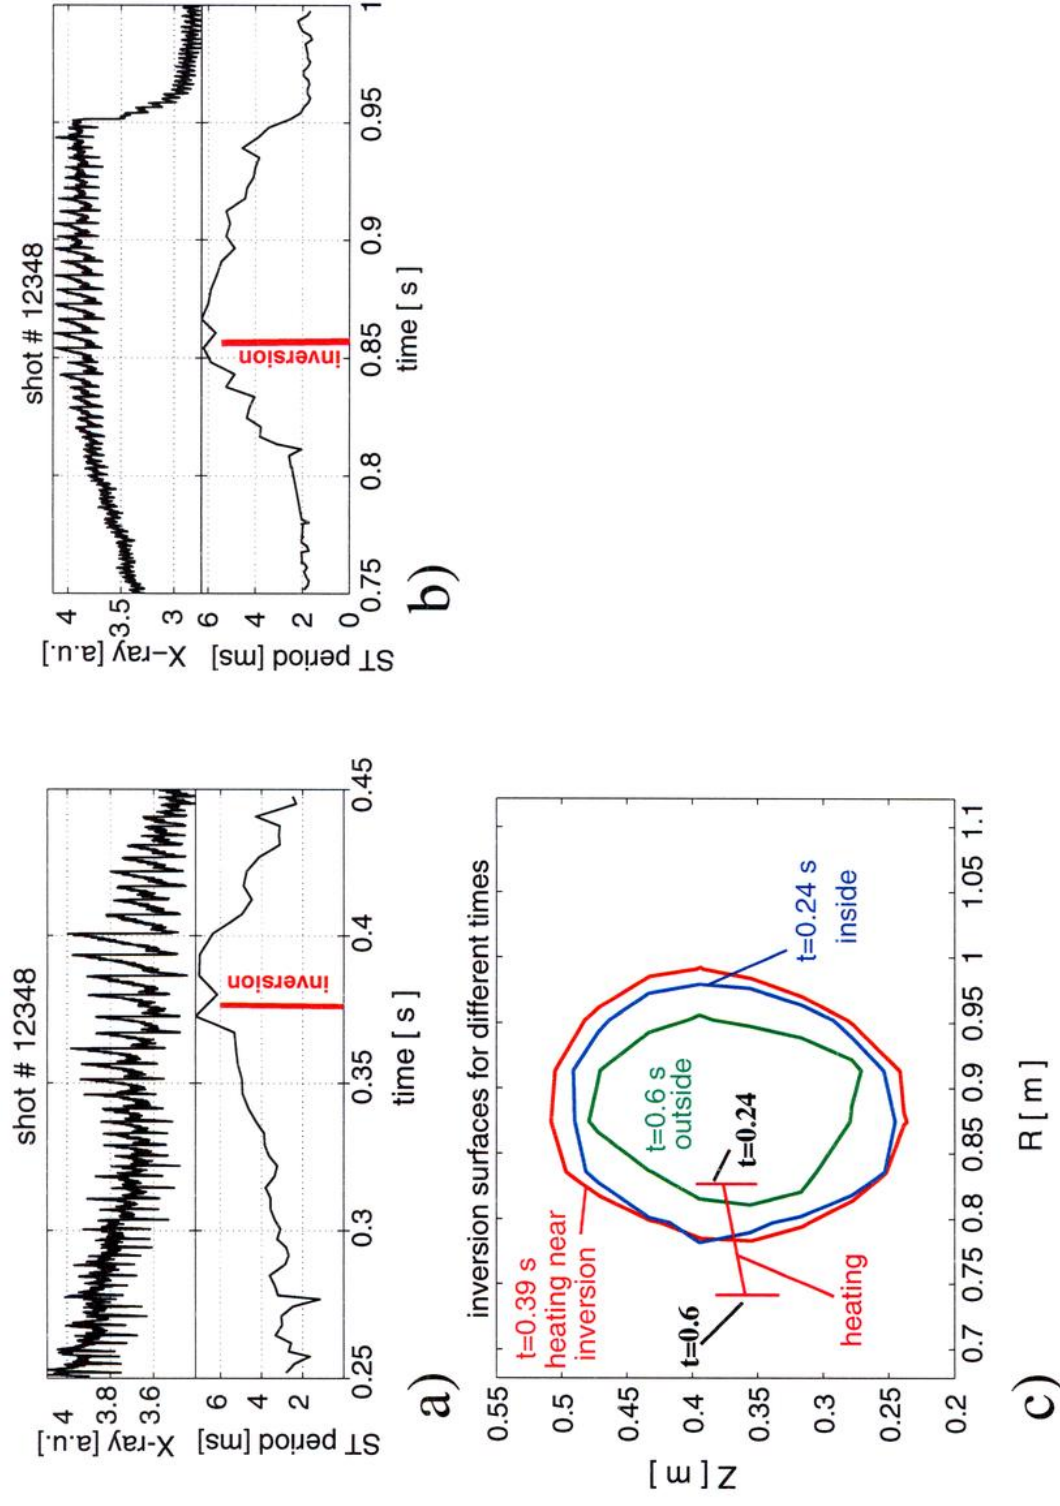 shot # 12348
X-ray [a.u.]
4
3.8
3.6
ST period [ms]
6
4
2
inversion
0.25
0.3
0.35
0.4
0.45
time [ s ]
a)
shot # 12348
X-ray [a.u.]
4
3.5
3
ST period [ms]
6
4
2
0
inversion
0.75
0.8
0.85
0.9
0.95
1
time [ s ]
b)
inversion surfaces for different times
Z [ m ]
0.55
0.5
0.45
0.4
0.35
0.3
0.25
0.2
t=0.39 s
heating near
inversion
t=0.6 s
outside
t=0.24 s
inside
t=0.6
t=0.24
heating
0.7
0.75
0.8
0.85
0.9
0.95
1
1.05
1.1
R [ m ]
c)